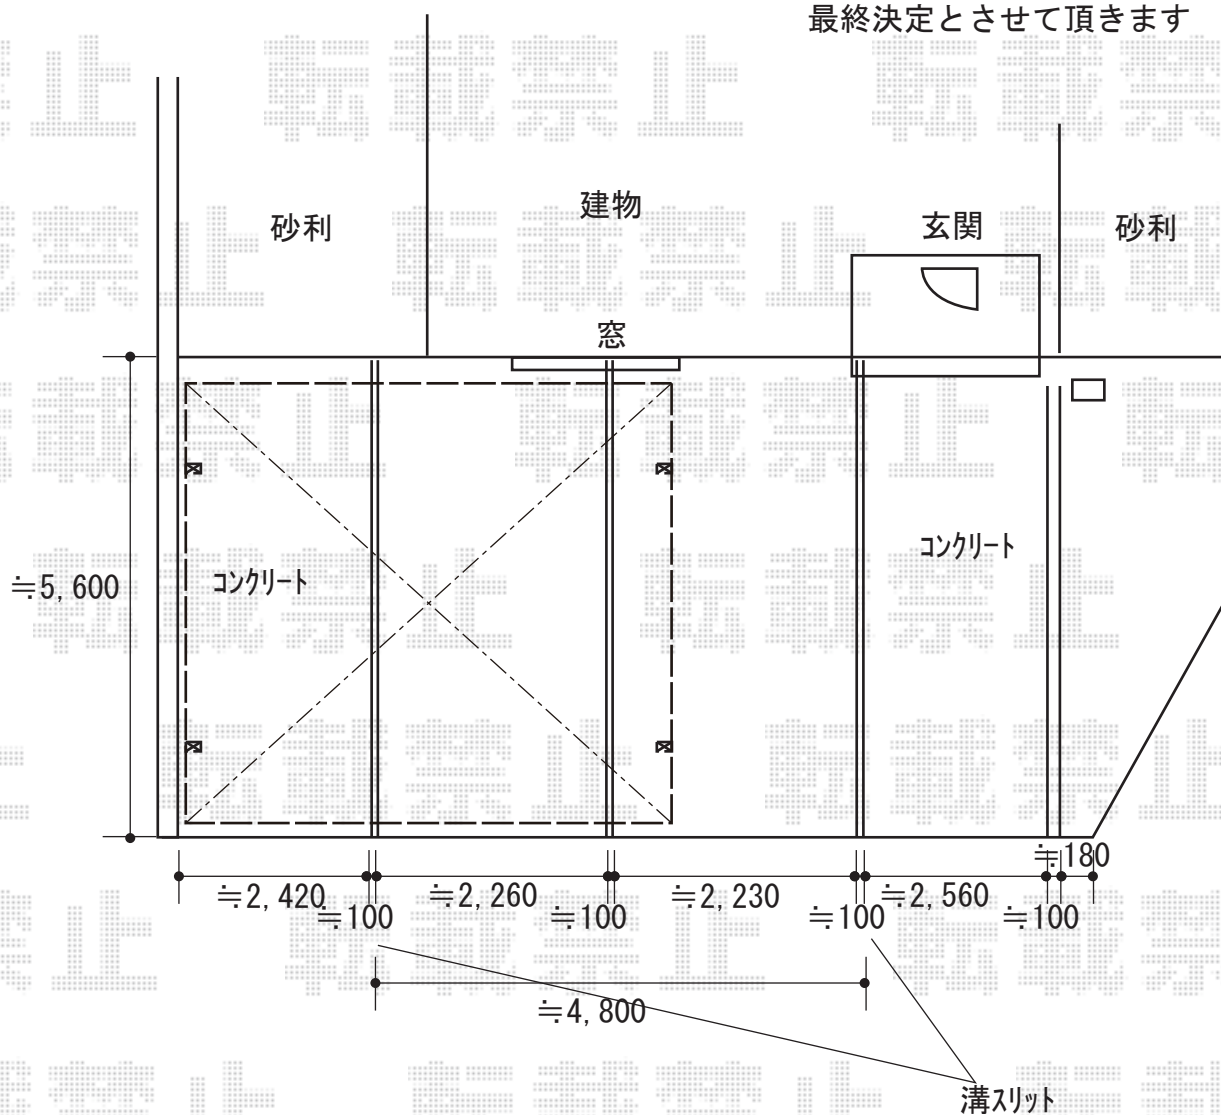 最終決定とさせて頂きます
建物
砂利
玄関
砂利
窓
コンクリート
≒5,600
コンクリート
≒180
≒2,420
≒2,260
≒2,230
≒2,560
≒100
≒100
≒100
≒100
≒4,800
溝スリット
転載禁止